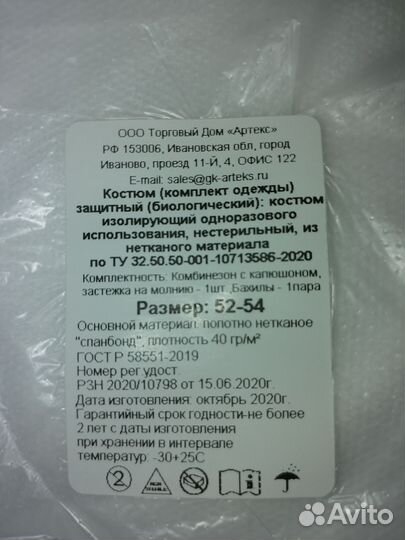 ООО Торговый Дом «Артекс»
РФ 153006, Ивановская обл, город
Иваново, проезд 11-Й, 4, ОФИС 122
E-mail: sales@gk-arteks.ru
Костюм (комплект одежды)
защитный (биологический): костюм
изолирующий одноразового
использования, нестерильный, из
нетканого материала
по ТУ 32.50.50-001-10713586-2020
Комплектность: Комбинезон с капюшоном,
застежка на молнию - 1шт.,Бахилы - 1пара
Размер: 52-54
Основной материал: полотно нетканое
"спанбонд", плотность 40 гр/м²
ГОСТ Р 58551-2019
Номер рег.удост.
РЗН 2020/10798 от 15.06.2020г.
Дата изготовления: октябрь 2020г.
Гарантийный срок годности-не более
2 лет с даты изготовления
при хранении в интервале
температур: -30+25С
2 NON STERILE
Avito